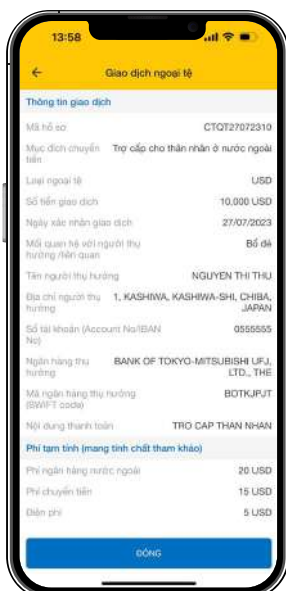 13:58
Giao dịch ngoại tệ
Thông tin giao dịch
Mã hồ sơ CTQT27072310
Mục đích chuyển Trợ cấp cho thân nhân ở nước ngoài
tiền
Loại ngoại tệ USD
Số tiền giao dịch 10,000 USD
Ngày xác nhận giao dịch 27/07/2023
Mối quan hệ với người thụ Bố đẻ
hưởng /liên quan
Tên người thụ hưởng NGUYEN THI THU
Địa chỉ người thụ 1, KASHIWA, KASHIWA-SHI, CHIBA,
hưởng JAPAN
Số tài khoản (Account No/IBAN 0555555
No)
Ngân hàng thụ BANK OF TOKYO-MITSUBISHI UFJ,
hưởng LTD., THE
Mã ngân hàng thụ hưởng BOTKJPJT
(SWIFT code)
Nội dung thanh toán TRO CAP THAN NHAN
Phí tạm tính (mang tính chất tham khảo)
Phí ngân hàng nước ngoài 20 USD
Phí chuyển tiền 15 USD
Điện phí 5 USD
ĐÓNG